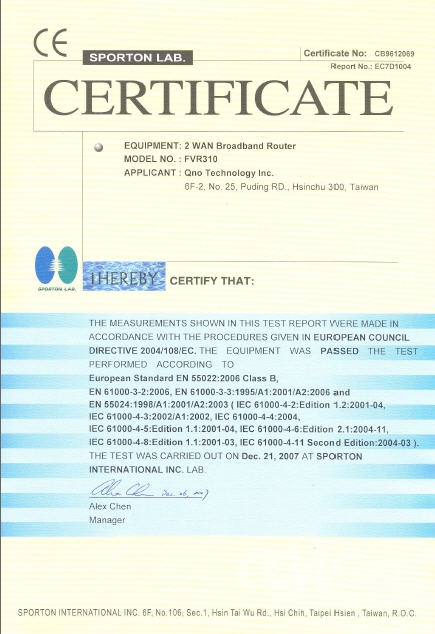 CE
SPORTON LAB.
Certificate No: CB9612069
Report No.: EC7D1004
CERTIFICATE
EQUIPMENT: 2 WAN Broadband Router
MODEL NO. : FVR310
APPLICANT : Qno Technology Inc.
6F-2, No. 25, Puding RD., Hsinchu 300, Taiwan
SPORTON LAB.
I HEREBY CERTIFY THAT:
THE MEASUREMENTS SHOWN IN THIS TEST REPORT WERE MADE IN
ACCORDANCE WITH THE PROCEDURES GIVEN IN EUROPEAN COUNCIL
DIRECTIVE 2004/108/EC. THE EQUIPMENT WAS PASSED THE TEST
PERFORMED ACCORDING TO
European Standard EN 55022:2006 Class B,
EN 61000-3-2:2006, EN 61000-3-3:1995/A1:2001/A2:2006 and
EN 55024:1998/A1:2001/A2:2003 ( IEC 61000-4-2:Edition 1.2:2001-04,
IEC 61000-4-3:2002/A1:2002, IEC 61000-4-4:2004,
IEC 61000-4-5:Edition 1.1:2001-04, IEC 61000-4-6:Edition 2.1:2004-11,
IEC 61000-4-8:Edition 1.1:2001-03, IEC 61000-4-11 Second Edition:2004-03 ).
THE TEST WAS CARRIED OUT ON Dec. 21, 2007 AT SPORTON
INTERNATIONAL INC. LAB.
Alex Chen Dec. 26, 2007
Alex Chen
Manager
SPORTON INTERNATIONAL INC. 6F, No.106, Sec.1, Hsin Tai Wu Rd., Hsi Chih, Taipei Hsien , Taiwan, R.O.C.